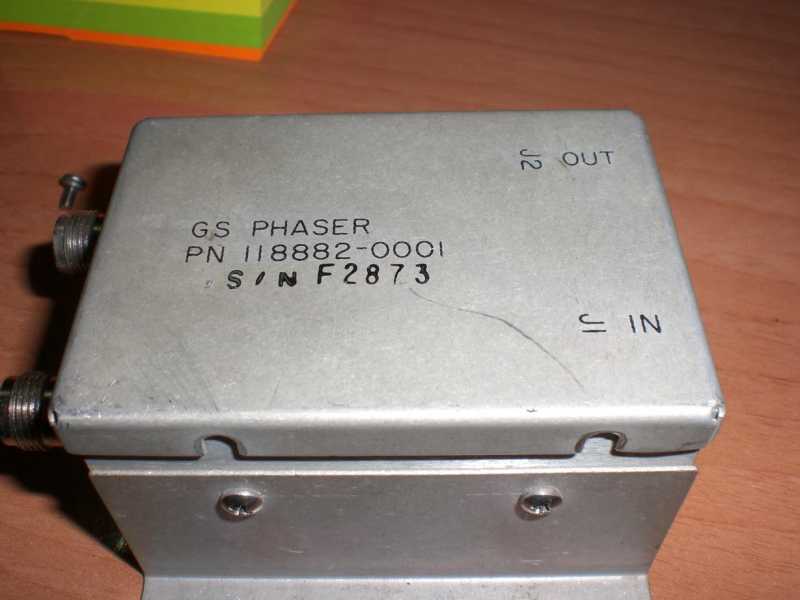 J2 OUT
GS PHASER
PN 118882-0001
S/N F2873
J1 IN